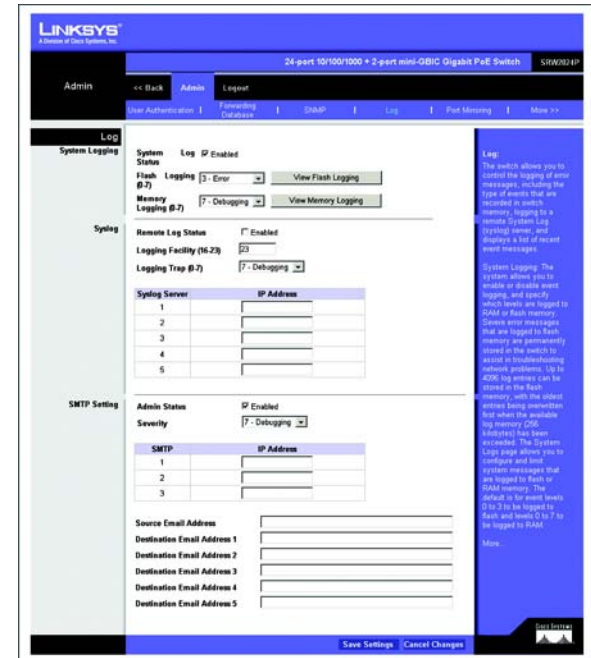 LINKSYS®
A Division of Cisco Systems, Inc.
24-port 10/100/1000 + 2-port mini-GBIC Gigabit PoE Switch
SRW2024P
Admin
<< Back
Admin
Logout
User Authentication
Forwarding Database
SNMP
Log
Port Mirroring
More >>
Log
System Logging
System Log Status
Enabled
Flash Logging (0-7)
3 - Error
View Flash Logging
Memory Logging (0-7)
7 - Debugging
View Memory Logging
Syslog
Remote Log Status
Enabled
Logging Facility (16-23)
23
Logging Trap (0-7)
7 - Debugging
Syslog Server
IP Address
1
2
3
4
5
SMTP Setting
Admin Status
Enabled
Severity
7 - Debugging
SMTP
IP Address
1
2
3
Source Email Address
Destination Email Address 1
Destination Email Address 2
Destination Email Address 3
Destination Email Address 4
Destination Email Address 5
Log:
The switch allows you to
control the logging of error
messages, including the
type of events that are
recorded in switch
memory, logging to a
remote System Log
(syslog) server, and
displays a list of recent
event messages.
System Logging: The
system allows you to
enable or disable event
logging, and specify
which levels are logged to
RAM or flash memory.
Severe error messages
that are logged to flash
memory are permanently
stored in the switch to
assist in troubleshooting
network problems. Up to
4096 log entries can be
stored in the flash
memory, with the oldest
entries being overwritten
first when the available
log memory (256
kilobytes) has been
exceeded. The System
Logs page allows you to
configure and limit
system messages that
are logged to flash or
RAM memory. The
default is for event levels
0 to 3 to be logged to
flash and levels 0 to 7 to
be logged to RAM.
More...
Save Settings
Cancel Changes
CISCO SYSTEMS